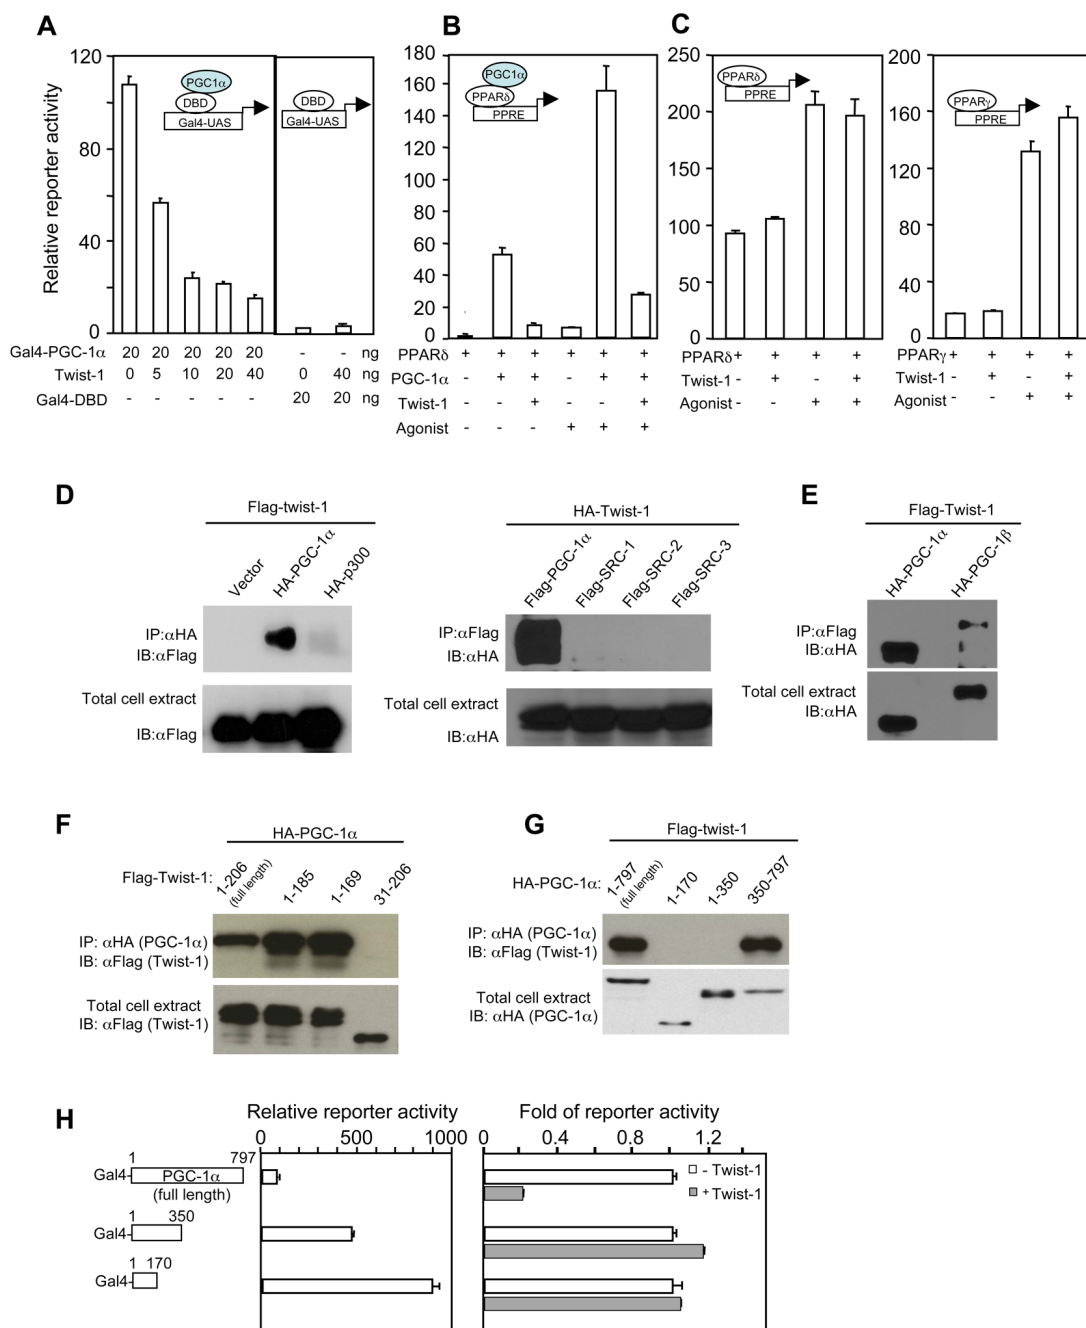 A
Relative reporter activity
120
80
40
0
PGC1α
DBD
Gal4-UAS
DBD
Gal4-UAS
Gal4-PGC-1α 20 20 20 20 20 - - ng
Twist-1 0 5 10 20 40 0 40 ng
Gal4-DBD - - - - - 20 20 ng
B
180
160
140
120
100
80
60
40
20
0
PGC1α
PPARδ
PPRE
PPARδ + + + + + +
PGC-1α - + + - + +
Twist-1 - - + - - +
Agonist - - - + + +
C
250
200
150
100
50
0
PPARδ
PPRE
PPARδ + + + +
Twist-1 - + - +
Agonist - - + +
200
160
120
80
40
0
PPARγ
PPRE
PPARγ + + + +
Twist-1 - + - +
Agonist - - + +
D
Flag-twist-1
Vector
HA-PGC-1α
HA-p300
IP:αHA
IB:αFlag
Total cell extract
IB:αFlag
HA-Twist-1
Flag-PGC-1α
Flag-SRC-1
Flag-SRC-2
Flag-SRC-3
IP:αFlag
IB:αHA
Total cell extract
IB:αHA
E
Flag-Twist-1
HA-PGC-1α
HA-PGC-1β
IP:αFlag
IB:αHA
Total cell extract
IB:αHA
F
HA-PGC-1α
Flag-Twist-1:
1-206
(full length)
1-185
1-169
31-206
IP: αHA (PGC-1α)
IB: αFlag (Twist-1)
Total cell extract
IB: αFlag (Twist-1)
G
Flag-twist-1
HA-PGC-1α:
1-797
(full length)
1-170
1-350
350-797
IP: αHA (PGC-1α)
IB: αFlag (Twist-1)
Total cell extract
IB: αHA (PGC-1α)
H
Relative reporter activity
0 500 1000
Fold of reporter activity
0 0.4 0.8 1.2
- Twist-1
+ Twist-1
1 797
Gal4- PGC-1α
(full length)
1 350
Gal4-
1 170
Gal4-